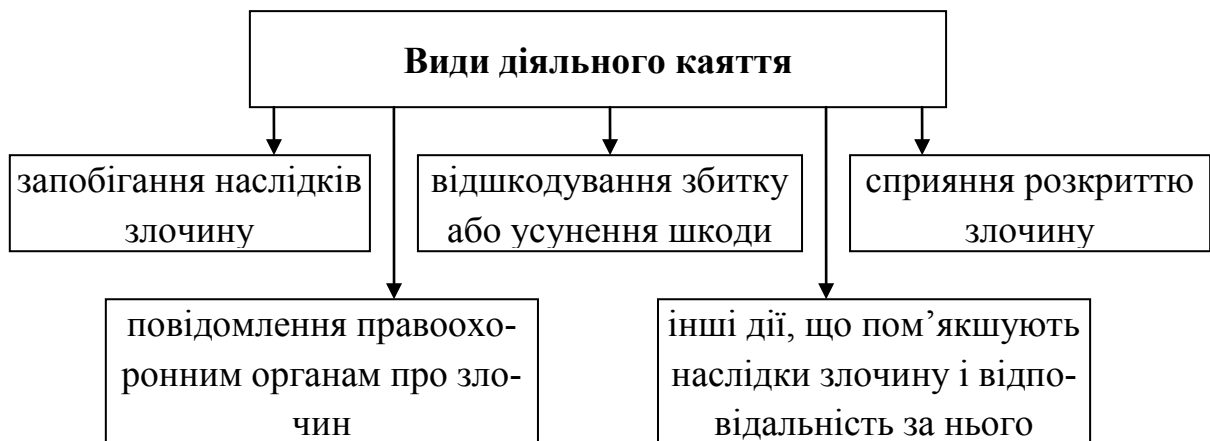 Види діяльного каяття
запобігання наслідків
злочину
відшкодування збитку
або усунення шкоди
сприяння розкриттю
злочину
повідомлення правоохо-
ронним органам про зло-
чин
інші дії, що пом’якшують
наслідки злочину і відпо-
відальність за нього